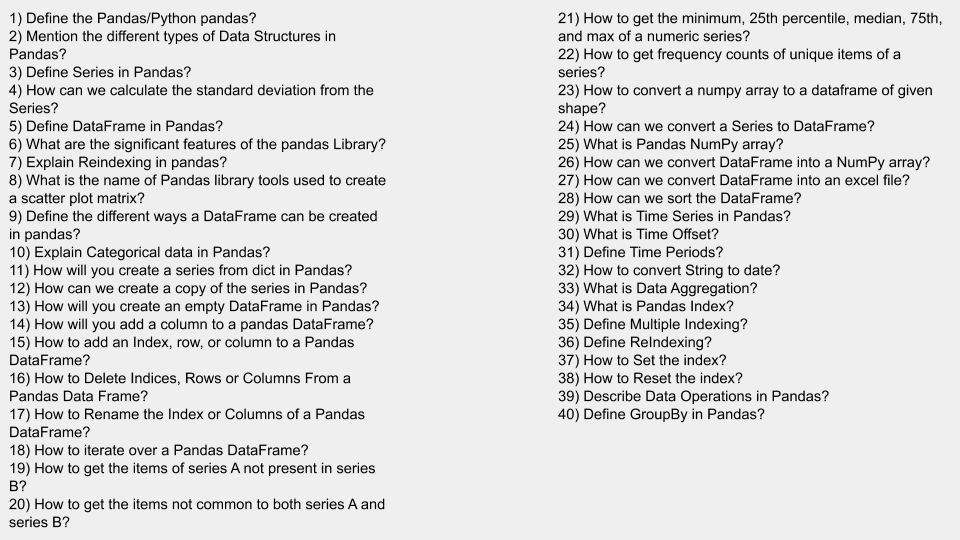 1) Define the Pandas/Python pandas?
2) Mention the different types of Data Structures in
Pandas?
3) Define Series in Pandas?
4) How can we calculate the standard deviation from the
Series?
5) Define DataFrame in Pandas?
6) What are the significant features of the pandas Library?
7) Explain Reindexing in pandas?
8) What is the name of Pandas library tools used to create
a scatter plot matrix?
9) Define the different ways a DataFrame can be created
in pandas?
10) Explain Categorical data in Pandas?
11) How will you create a series from dict in Pandas?
12) How can we create a copy of the series in Pandas?
13) How will you create an empty DataFrame in Pandas?
14) How will you add a column to a pandas DataFrame?
15) How to add an Index, row, or column to a Pandas
DataFrame?
16) How to Delete Indices, Rows or Columns From a
Pandas Data Frame?
17) How to Rename the Index or Columns of a Pandas
DataFrame?
18) How to iterate over a Pandas DataFrame?
19) How to get the items of series A not present in series
B?
20) How to get the items not common to both series A and
series B?
21) How to get the minimum, 25th percentile, median, 75th,
and max of a numeric series?
22) How to get frequency counts of unique items of a
series?
23) How to convert a numpy array to a dataframe of given
shape?
24) How can we convert a Series to DataFrame?
25) What is Pandas NumPy array?
26) How can we convert DataFrame into a NumPy array?
27) How can we convert DataFrame into an excel file?
28) How can we sort the DataFrame?
29) What is Time Series in Pandas?
30) What is Time Offset?
31) Define Time Periods?
32) How to convert String to date?
33) What is Data Aggregation?
34) What is Pandas Index?
35) Define Multiple Indexing?
36) Define ReIndexing?
37) How to Set the index?
38) How to Reset the index?
39) Describe Data Operations in Pandas?
40) Define GroupBy in Pandas?